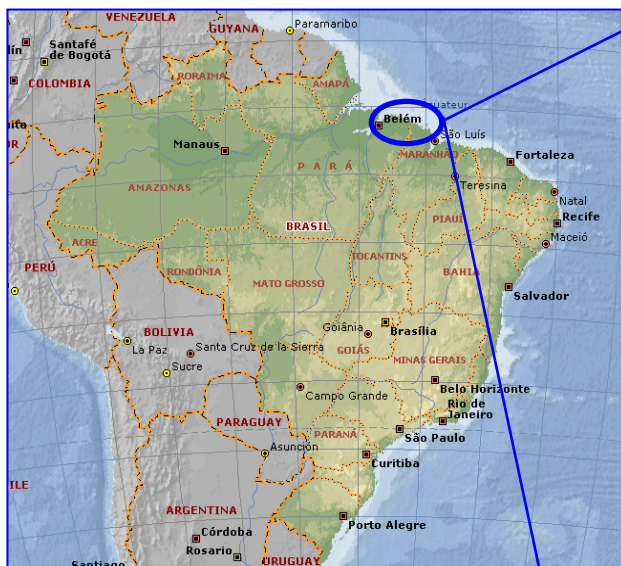 VENEZUELA
Paramaribo
GUYANA
Santafé
de Bogotá
COLOMBIA
RORAIMA
AMAPÁ
Equateur
Belém
São Luís
Manaus
MARANHÃO
Fortaleza
PARÁ
Teresina
AMAZONAS
Natal
PIAUÍ
Recife
BRASIL
ACRE
Maceió
TOCANTINS
PERÚ
RONDÔNIA
BAHIA
MATO GROSSO
Salvador
BOLIVIA
Goiânia
Brasília
La Paz
Santa Cruz de la Sierra
GOIÁS
MINAS GERAIS
Sucre
Belo Horizonte
Campo Grande
Rio de
Janeiro
PARAGUAY
PARANÁ
São Paulo
Asunción
Curitiba
ILE
ARGENTINA
Porto Alegre
Córdoba
Rosario
URUGUAY
Santiago